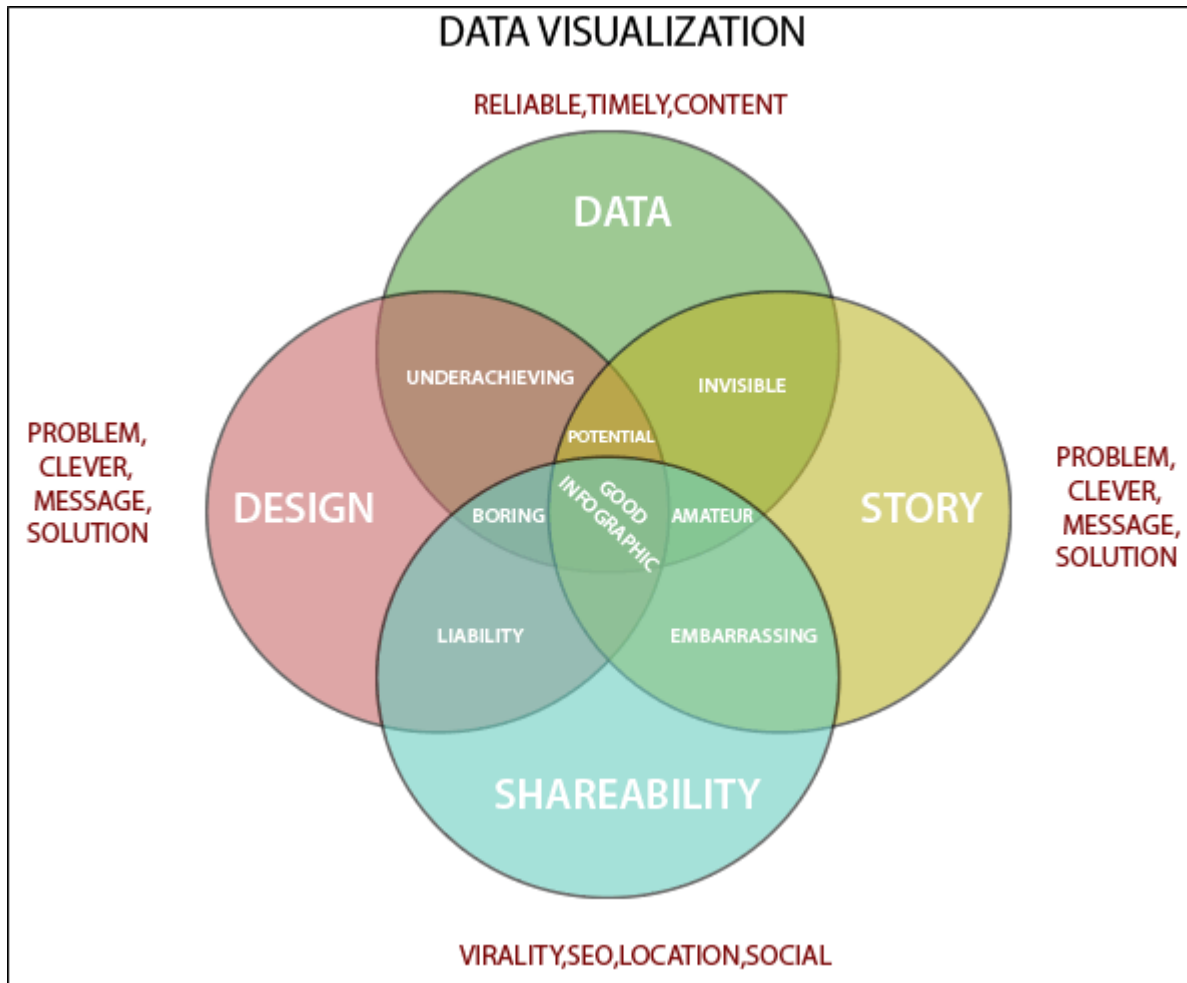 DATA VISUALIZATION
RELIABLE,TIMELY,CONTENT
DATA
UNDERACHIEVING
INVISIBLE
POTENTIAL
PROBLEM,
CLEVER,
MESSAGE,
SOLUTION
DESIGN
BORING
GOOD
INFOGRAPHIC
AMATEUR
STORY
PROBLEM,
CLEVER,
MESSAGE,
SOLUTION
LIABILITY
EMBARRASSING
SHAREABILITY
VIRALITY,SEO,LOCATION,SOCIAL